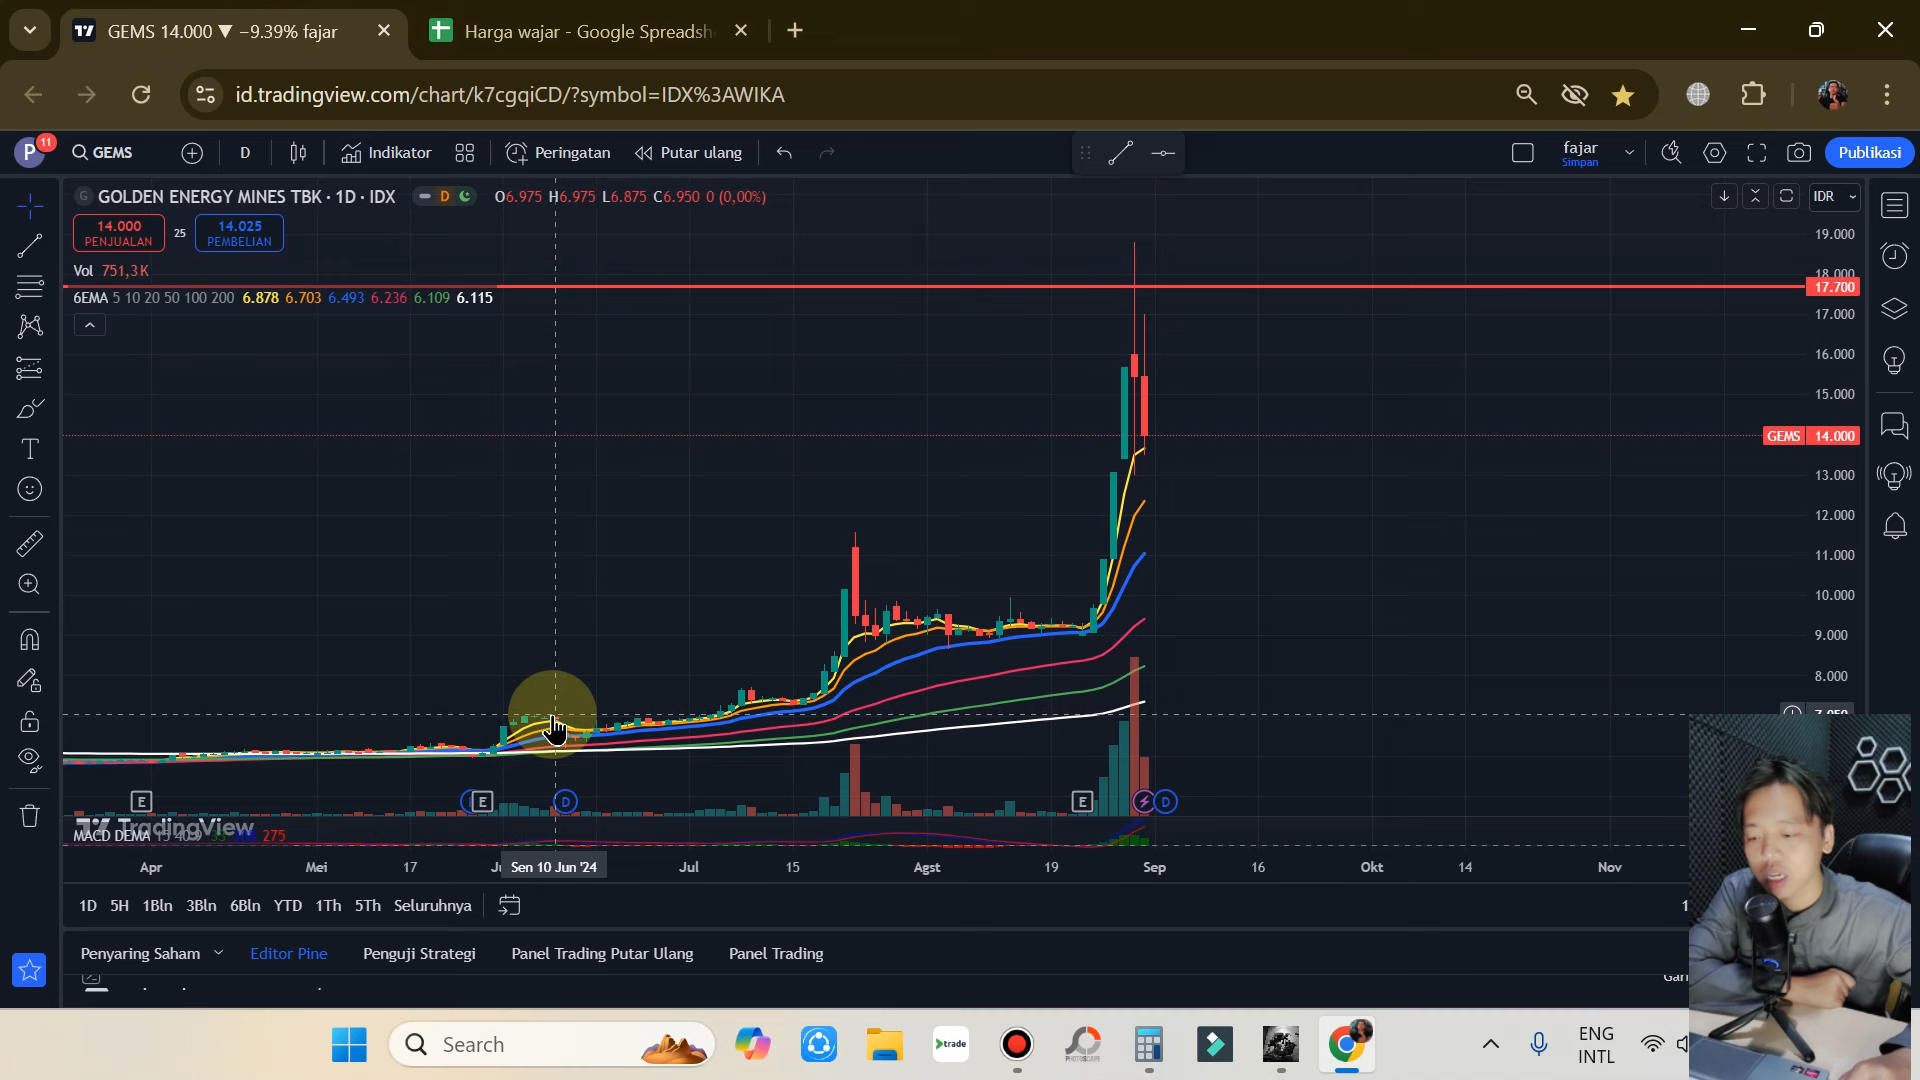 GEMS 14.000 ▼ −9.39% fajar
Harga wajar - Google Spreadsh
id.tradingview.com/chart/k7cgqiCD/?symbol=IDX%3AWIKA
P 11
GEMS
D
Indikator
Peringatan
Putar ulang
fajar
Simpan
Publikasi
G GOLDEN ENERGY MINES TBK · 1D · IDX
D
O6.975 H6.975 L6.875 C6.950 0 (0,00%)
IDR
14.000
PENJUALAN
25
14.025
PEMBELIAN
Vol 751,3 K
6EMA 5 10 20 50 100 200 6.878 6.703 6.493 6.236 6.109 6.115
19.000
18.000
17.700
17.000
16.000
15.000
GEMS 14.000
13.000
12.000
11.000
10.000
9.000
8.000
E
E
D
E
D
TradingView
MACD DEMA
275
Apr
Mei
17
Sen 10 Jun '24
Jul
15
Agst
19
Sep
16
Okt
14
Nov
1D 5H 1Bln 3Bln 6Bln YTD 1Th 5Th Seluruhnya
Penyaring Saham
Editor Pine
Penguji Strategi
Panel Trading Putar Ulang
Panel Trading
Search
trade
PHOTOSCAPE
ENG
INTL